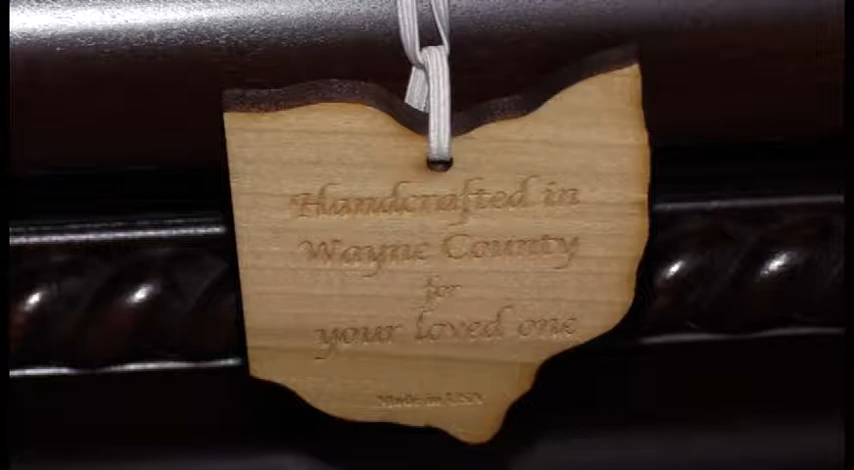 Handcrafted in
Wayne County
for
your loved one
Made in USA